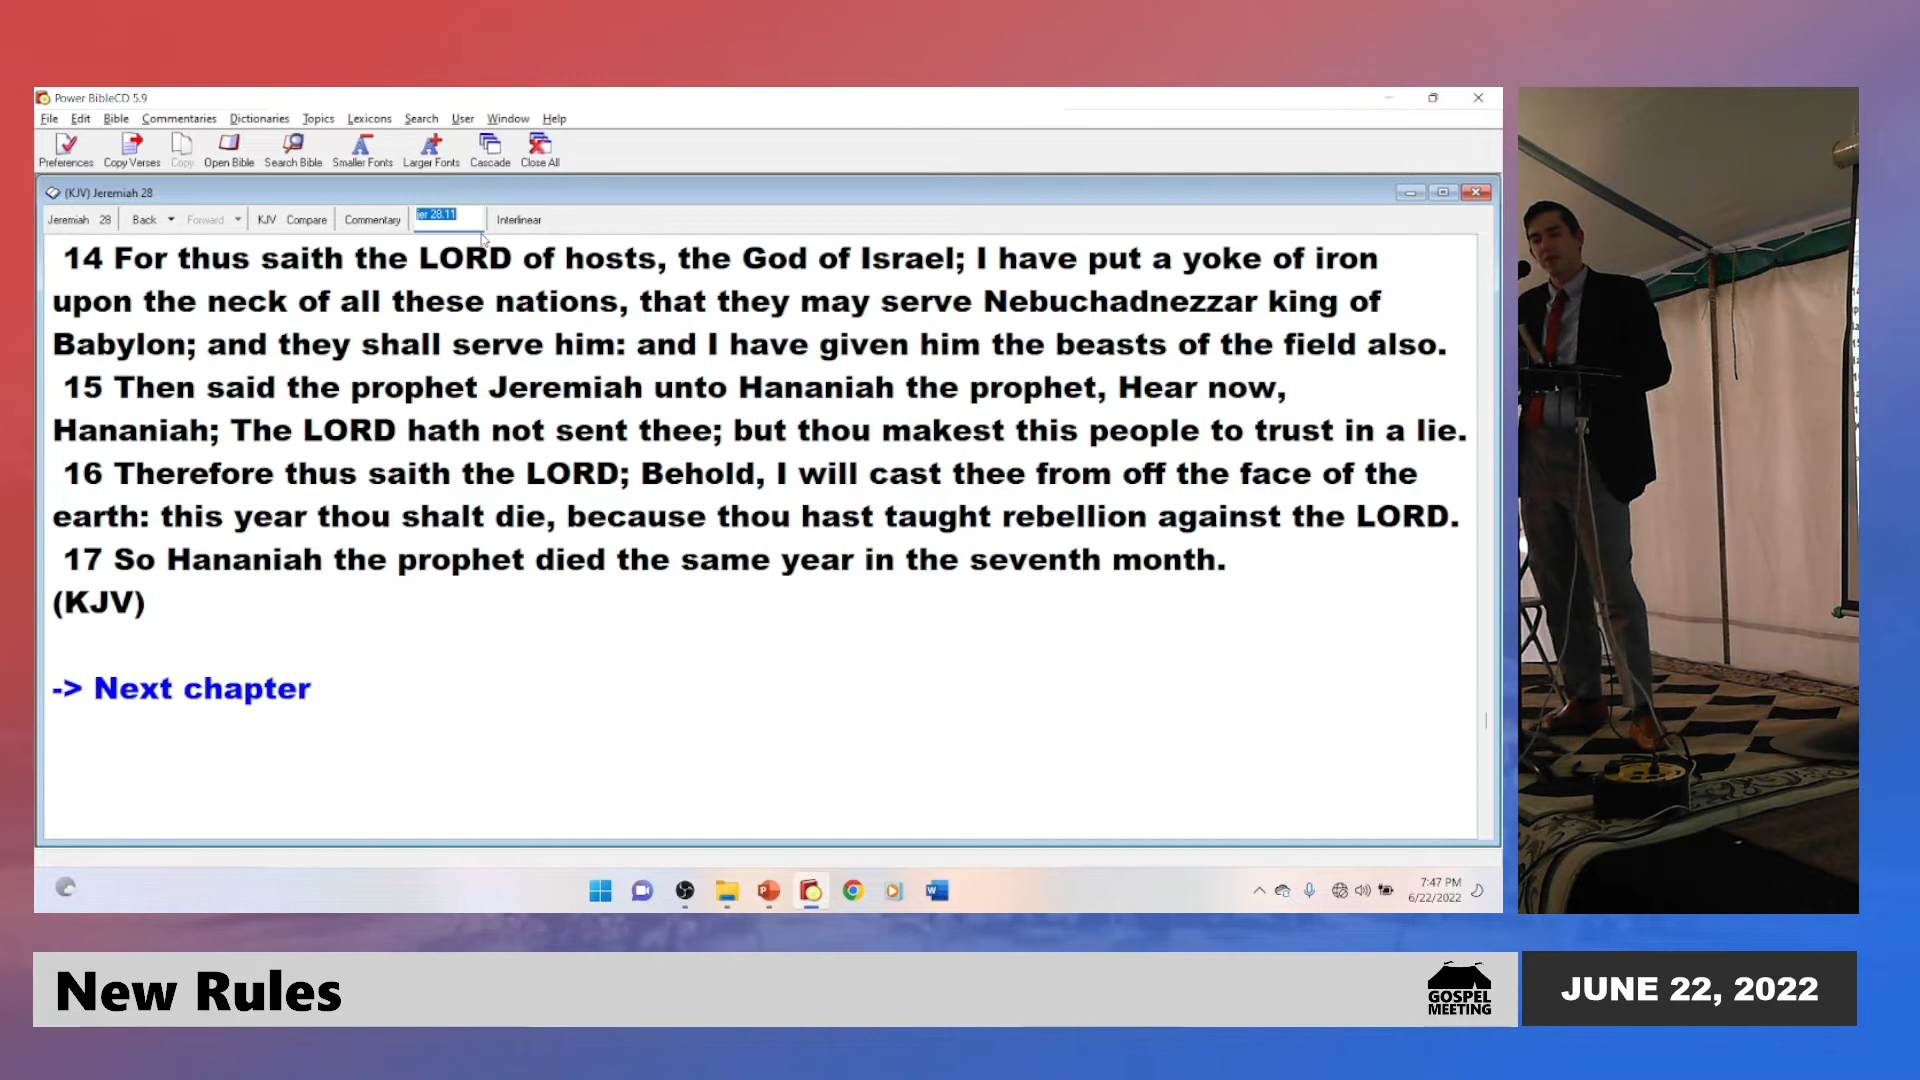 Power BibleCD 5.9
File Edit Bible Commentaries Dictionaries Topics Lexicons Search User Window Help
Preferences Copy Verses Copy Open Bible Search Bible Smaller Fonts Larger Fonts Cascade Close All
(KJV) Jeremiah 28
Jeremiah 28 Back Forward KJV Compare Commentary jer 28.11 Interlinear
14 For thus saith the LORD of hosts, the God of Israel; I have put a yoke of iron
upon the neck of all these nations, that they may serve Nebuchadnezzar king of
Babylon; and they shall serve him: and I have given him the beasts of the field also.
15 Then said the prophet Jeremiah unto Hananiah the prophet, Hear now,
Hananiah; The LORD hath not sent thee; but thou makest this people to trust in a lie.
16 Therefore thus saith the LORD; Behold, I will cast thee from off the face of the
earth: this year thou shalt die, because thou hast taught rebellion against the LORD.
17 So Hananiah the prophet died the same year in the seventh month.
(KJV)
-> Next chapter
7:47 PM
6/22/2022
New Rules
GOSPEL
MEETING
JUNE 22, 2022